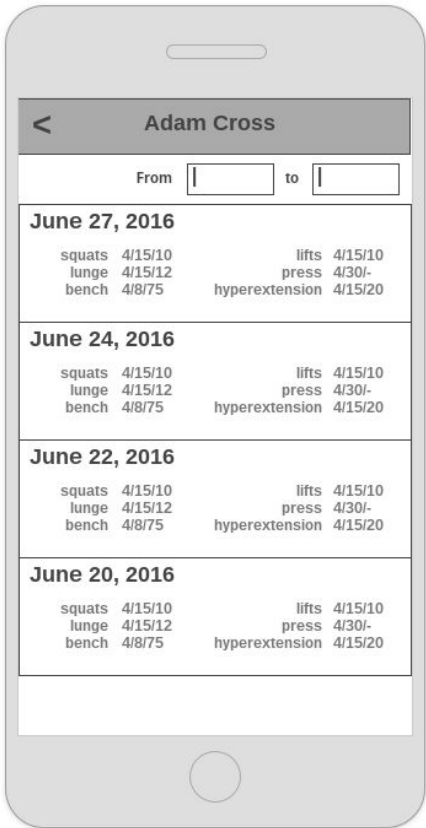 < Adam Cross
From to
June 27, 2016
squats 4/15/10 lifts 4/15/10
lunge 4/15/12 press 4/30/-
bench 4/8/75 hyperextension 4/15/20
June 24, 2016
squats 4/15/10 lifts 4/15/10
lunge 4/15/12 press 4/30/-
bench 4/8/75 hyperextension 4/15/20
June 22, 2016
squats 4/15/10 lifts 4/15/10
lunge 4/15/12 press 4/30/-
bench 4/8/75 hyperextension 4/15/20
June 20, 2016
squats 4/15/10 lifts 4/15/10
lunge 4/15/12 press 4/30/-
bench 4/8/75 hyperextension 4/15/20